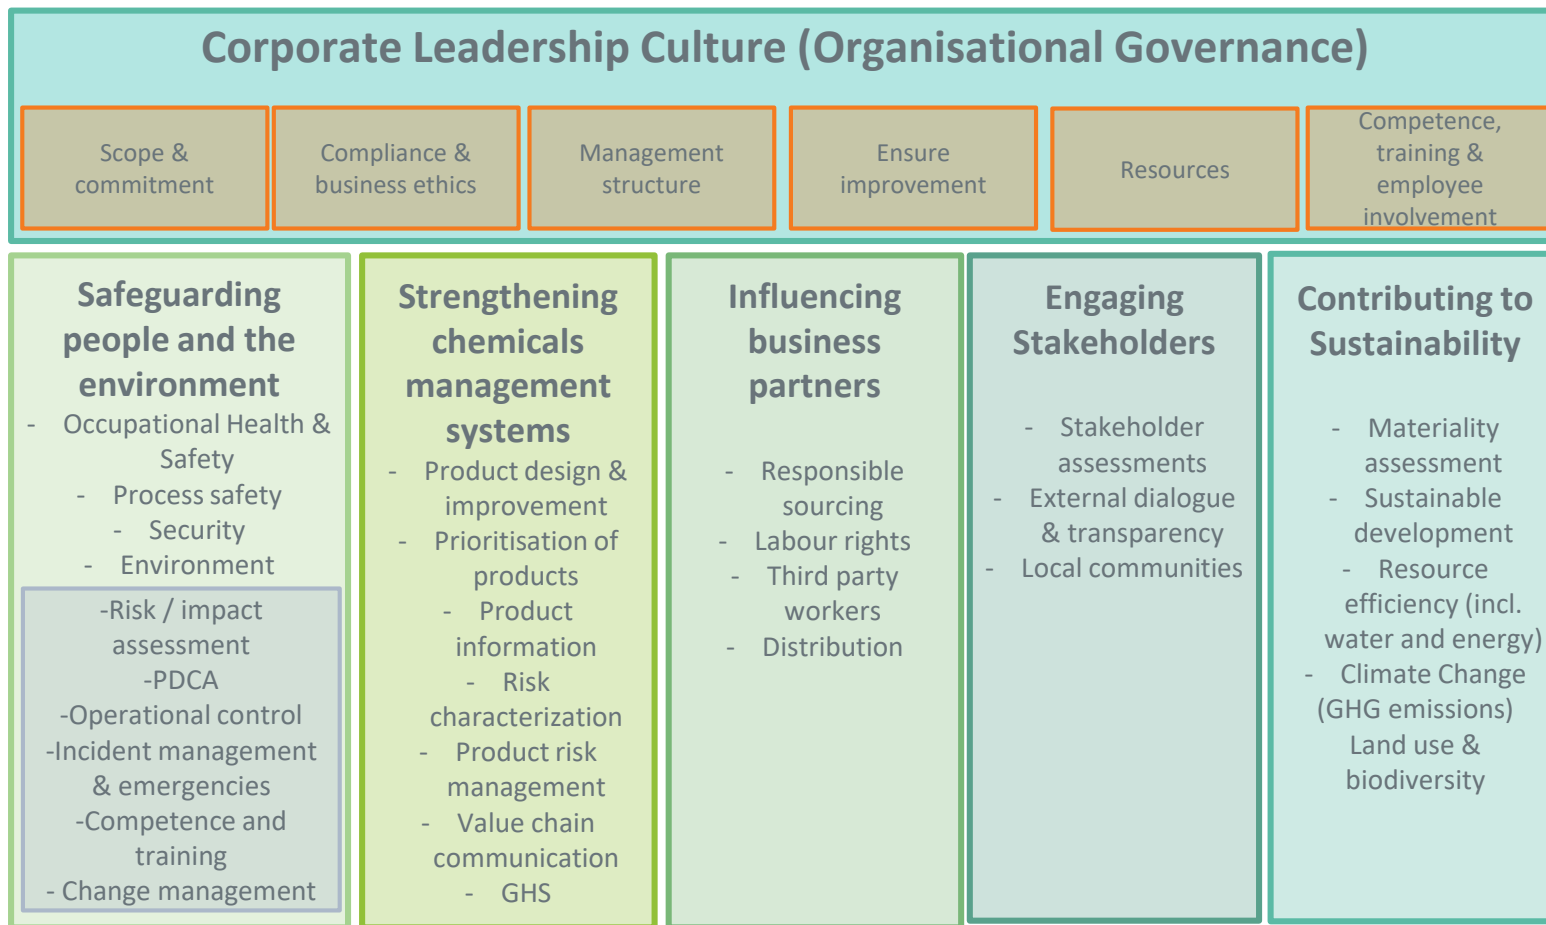 Corporate Leadership Culture (Organisational Governance)
Scope &
commitment
Compliance &
business ethics
Management
structure
Ensure
improvement
Resources
Competence,
training &
employee
involvement
Safeguarding
people and the
environment
- Occupational Health &
Safety
- Process safety
- Security
- Environment
-Risk / impact
assessment
-PDCA
-Operational control
-Incident management
& emergencies
-Competence and
training
- Change management
Strengthening
chemicals
management
systems
- Product design &
improvement
- Prioritisation of
products
- Product
information
- Risk
characterization
- Product risk
management
- Value chain
communication
- GHS
Influencing
business
partners
- Responsible
sourcing
- Labour rights
- Third party
workers
- Distribution
Engaging
Stakeholders
- Stakeholder
assessments
- External dialogue
& transparency
- Local communities
Contributing to
Sustainability
- Materiality
assessment
- Sustainable
development
- Resource
efficiency (incl.
water and energy)
- Climate Change
(GHG emissions)
Land use &
biodiversity